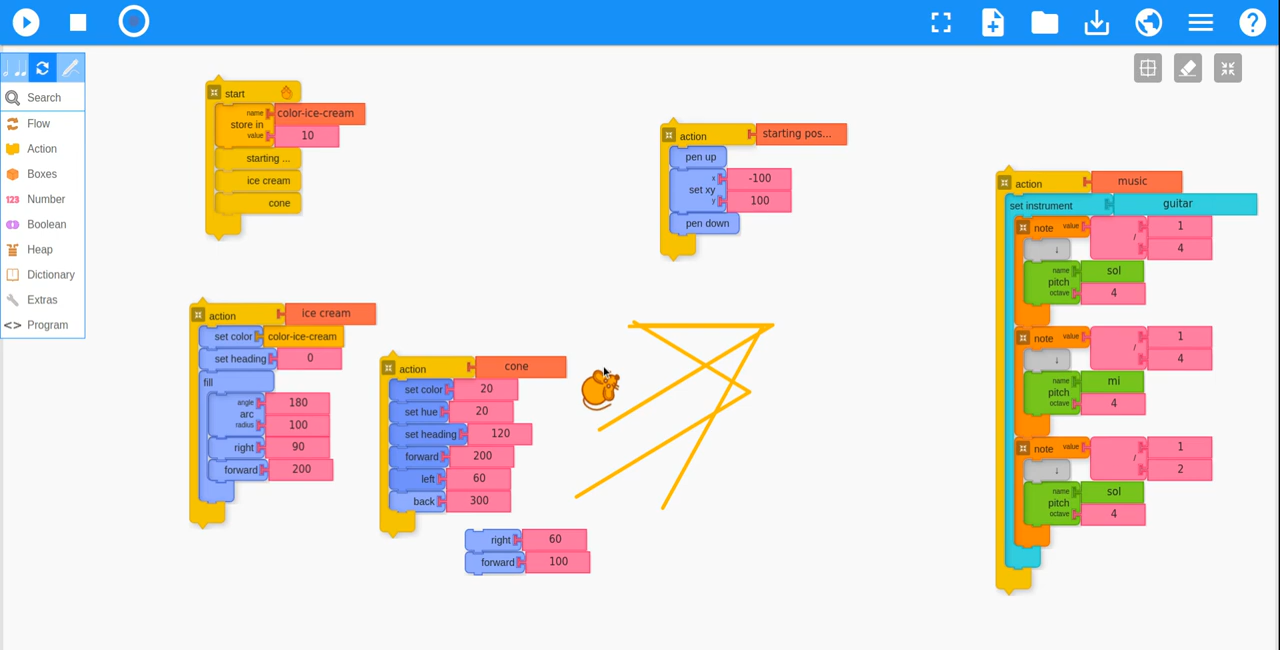 Search
Flow
Action
Boxes
123 Number
Boolean
Heap
Dictionary
Extras
<> Program
start
name color-ice-cream
store in
value 10
starting ...
ice cream
cone
action starting pos...
pen up
x -100
set xy
y 100
pen down
action music
set instrument guitar
note value 1
/
4
↓
name sol
pitch
octave 4
note value 1
/
4
↓
name mi
pitch
octave 4
note value 1
/
2
↓
name sol
pitch
octave 4
action ice cream
set color color-ice-cream
set heading 0
fill
angle 180
arc
radius 100
right 90
forward 200
action cone
set color 20
set hue 20
set heading 120
forward 200
left 60
back 300
right 60
forward 100
?